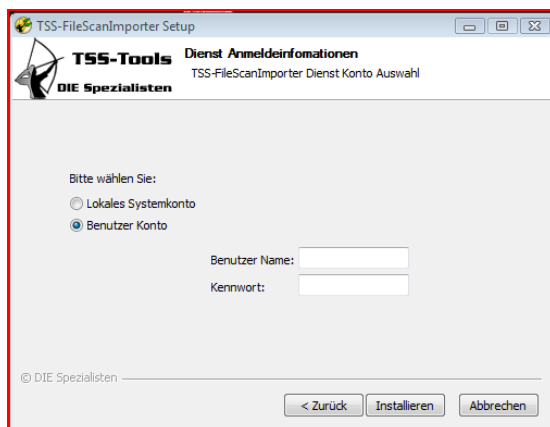 TSS-FileScanImporter Setup
TSS-Tools
DIE Spezialisten
Dienst Anmeldeinfomationen
TSS-FileScanImporter Dienst Konto Auswahl
Bitte wählen Sie:
Lokales Systemkonto
Benutzer Konto
Benutzer Name:
Kennwort:
© DIE Spezialisten
< Zurück
Installieren
Abbrechen